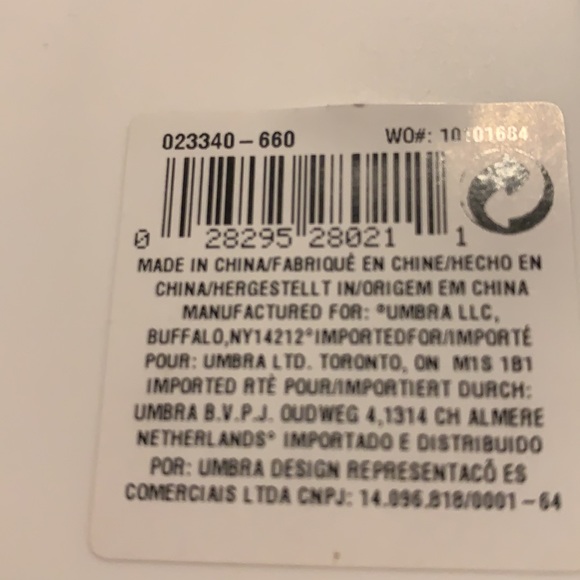 023340-660 WO#: 10101684
0 28295 28021 1
MADE IN CHINA/FABRIQUÉ EN CHINE/HECHO EN
CHINA/HERGESTELLT IN/ORIGEM EM CHINA
MANUFACTURED FOR: ®UMBRA LLC,
BUFFALO,NY14212°IMPORTEDFOR/IMPORTÉ
POUR: UMBRA LTD. TORONTO, ON M1S 1B1
IMPORTED RTÉ POUR/IMPORTIERT DURCH:
UMBRA B.V.P.J. OUDWEG 4,1314 CH ALMERE
NETHERLANDS° IMPORTADO E DISTRIBUIDO
POR: UMBRA DESIGN REPRESENTACÕ ES
COMERCIAIS LTDA CNPJ: 14.096.818/0001-64